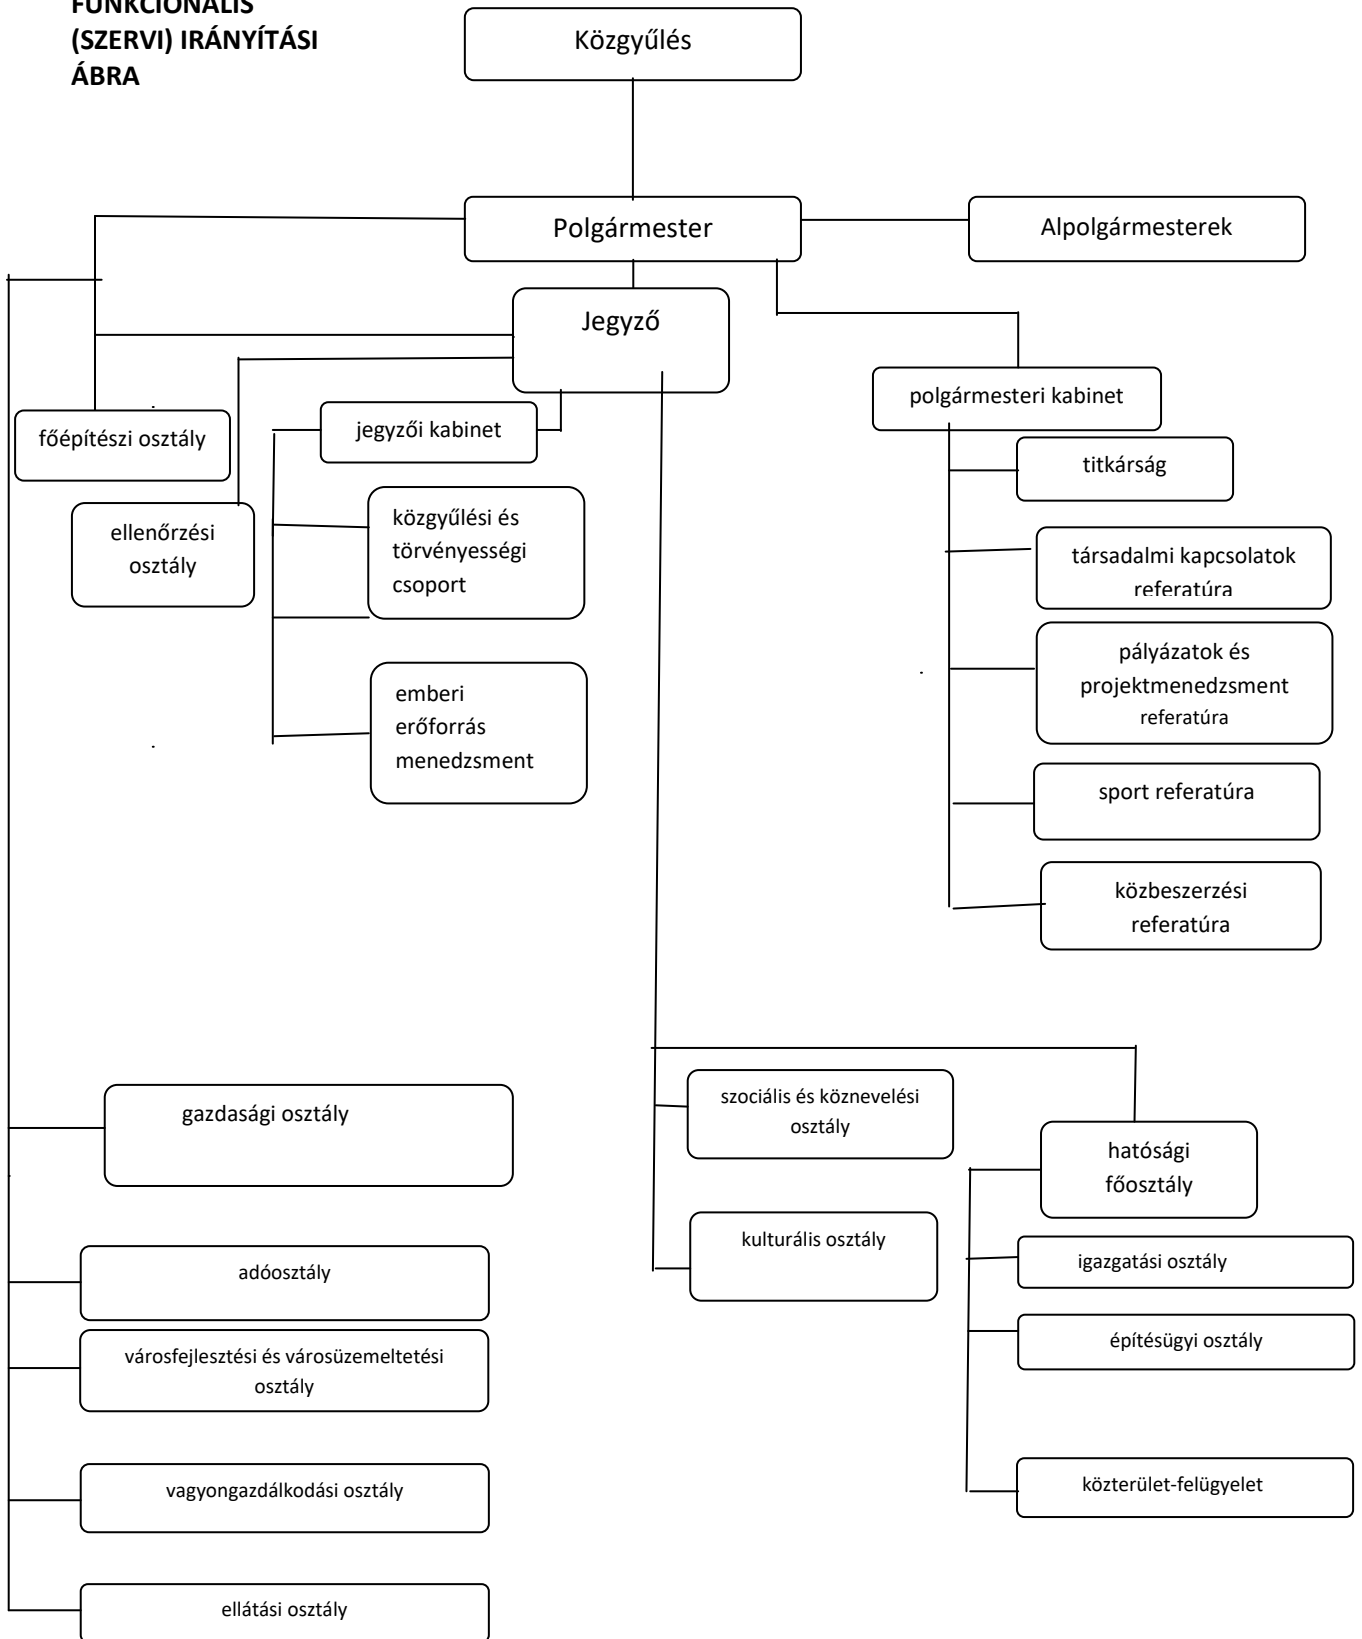 FUNKCIONÁLIS
(SZERVI) IRÁNYÍTÁSI
ÁBRA
Közgyűlés
Polgármester
Alpolgármesterek
Jegyző
polgármesteri kabinet
főépítészi osztály
jegyzői kabinet
titkárság
ellenőrzési
osztály
közgyűlési és
törvényességi
csoport
társadalmi kapcsolatok
referatúra
emberi
erőforrás
menedzsment
pályázatok és
projektmenedzsment
referatúra
sport referatúra
közbeszerzési
referatúra
gazdasági osztály
szociális és köznevelési
osztály
hatósági
főosztály
kulturális osztály
igazgatási osztály
adóosztály
építésügyi osztály
városfejlesztési és városüzemeltetési
osztály
vagyongazdálkodási osztály
közterület-felügyelet
ellátási osztály